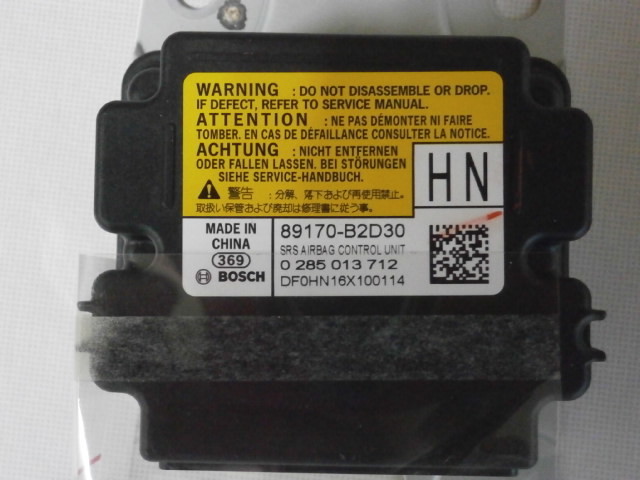 WARNING : DO NOT DISASSEMBLE OR DROP.
IF DEFECT, REFER TO SERVICE MANUAL.
ATTENTION : NE PAS DÉMONTER NI FAIRE
TOMBER. EN CAS DE DÉFAILLANCE CONSULTER LA NOTICE.
ACHTUNG : NICHT ENTFERNEN
ODER FALLEN LASSEN. BEI STÖRUNGEN
SIEHE SERVICE-HANDBUCH.
警告 : 分解、落下および再使用禁止。
取扱い保管および廃却は修理書に従う事。
HN
MADE IN
CHINA
369
BOSCH
89170-B2D30
SRS AIRBAG CONTROL UNIT
0 285 013 712
DF0HN16X100114